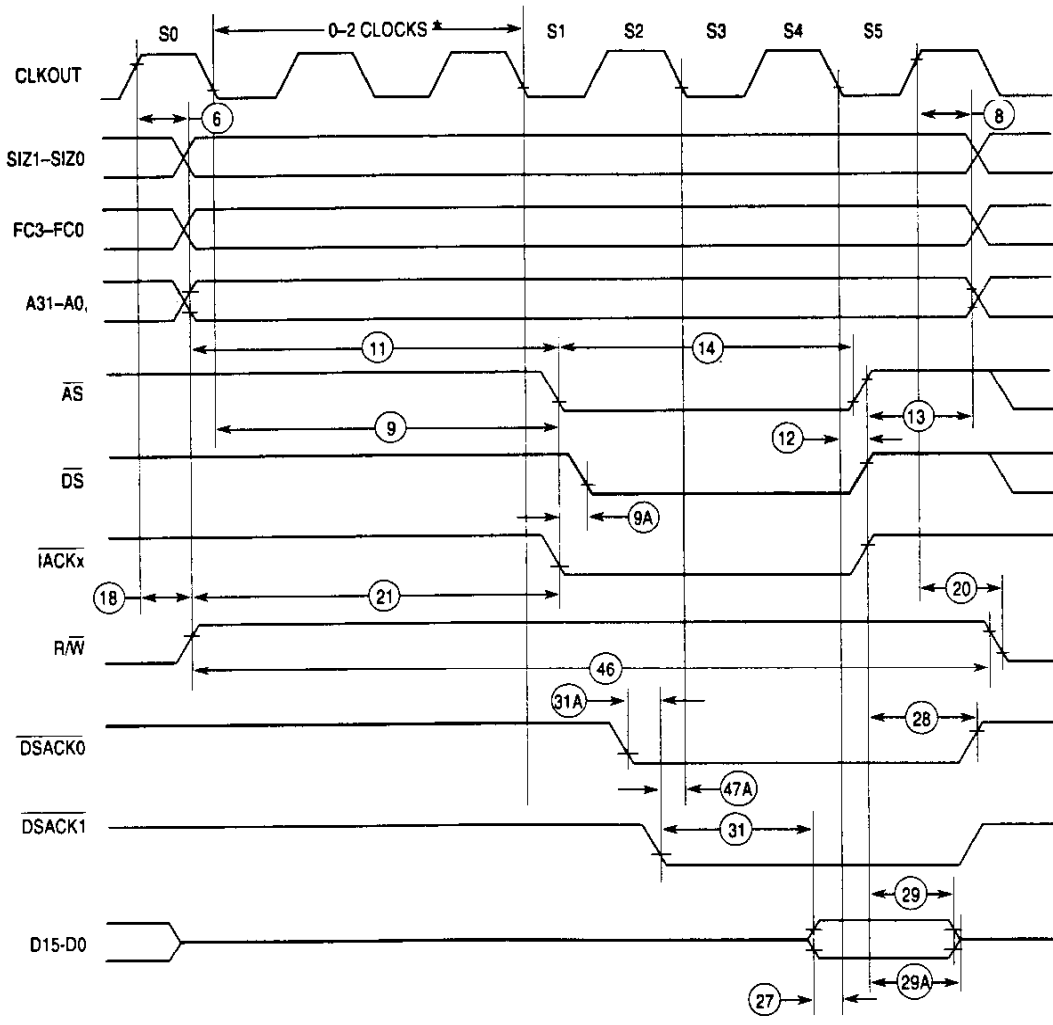 S0 0–2 CLOCKS * S1 S2 S3 S4 S5
CLKOUT
6 8
SIZ1–SIZ0
FC3–FC0
A31–A0
11 14
AS
9 12 13
DS
9A
IACKx
18 21 20
R/W
46
31A 28
DSACK0
47A
DSACK1
31
29
D15-D0
27 29A